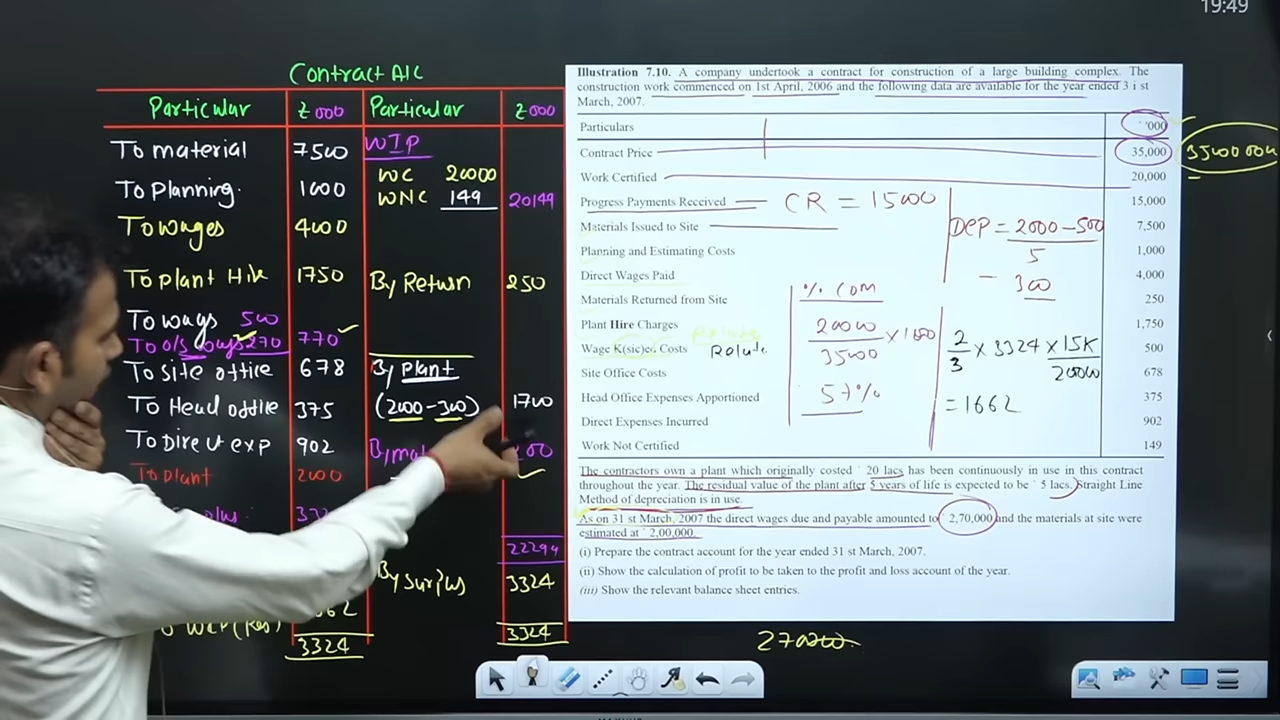 19:49
Contract A/C
Particular ₹000 Particular ₹000
To material 7500 WIP
WC 20000
To Planning. 1000 WNC 149 20149
To wages 4000
To Plant Hire 1750 By Return 250
To wages 500
To o/s wages 270 770
To site office 678 By Plant
To Head office 375 (2000-300) 1700
To Direct exp 902 By mat
To plant 2000
22294
By Surplus 3324
3324 3324
Illustration 7.10. A company undertook a contract for construction of a large building complex. The
construction work commenced on 1st April, 2006 and the following data are available for the year ended 3 i st
March, 2007.
Particulars ` '000
Contract Price 35,000 35000000
Work Certified 20,000
Progress Payments Received CR = 15000 15,000
Materials Issued to Site 7,500
Planning and Estimating Costs 1,000
Direct Wages Paid 4,000
Materials Returned from Site 250
Plant Hire Charges 1,750
Wage K(sic)ed Costs Relate 500
Site Office Costs 678
Head Office Expenses Apportioned 375
Direct Expenses Incurred 902
Work Not Certified 149
DEP = 2000-500
5
- 300
% COM
20000 × 100
35000
57%
2/3 × 3324 × 15K/20000
= 1662
The contractors own a plant which originally costed ` 20 lacs has been continuously in use in this contract
throughout the year. The residual value of the plant after 5 years of life is expected to be ` 5 lacs. Straight Line
Method of depreciation is in use.
As on 31 st March, 2007 the direct wages due and payable amounted to ` 2,70,000 and the materials at site were
estimated at ` 2,00,000.
(i) Prepare the contract account for the year ended 31 st March, 2007.
(ii) Show the calculation of profit to be taken to the profit and loss account of the year.
(iii) Show the relevant balance sheet entries.
270000